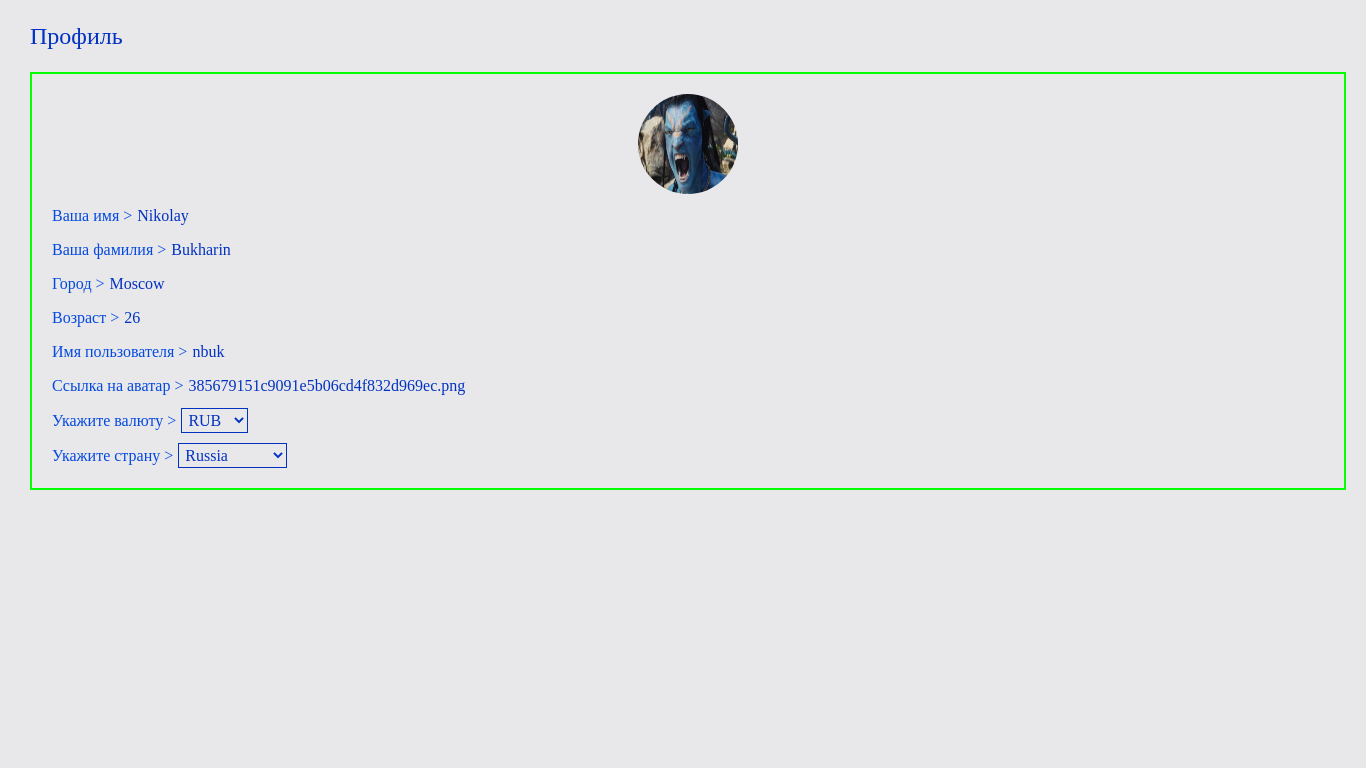 Профиль
Ваша имя > Nikolay
Ваша фамилия > Bukharin
Город > Moscow
Возраст > 26
Имя пользователя > nbuk
Ссылка на аватар > 385679151c9091e5b06cd4f832d969ec.png
Укажите валюту > RUB
Укажите страну > Russia